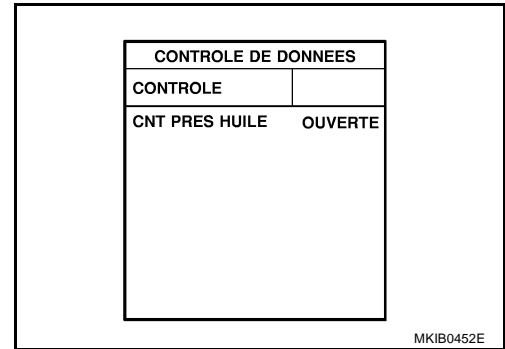 CONTROLE DE DONNEES
CONTROLE
CNT PRES HUILE OUVERTE
MKIB0452E